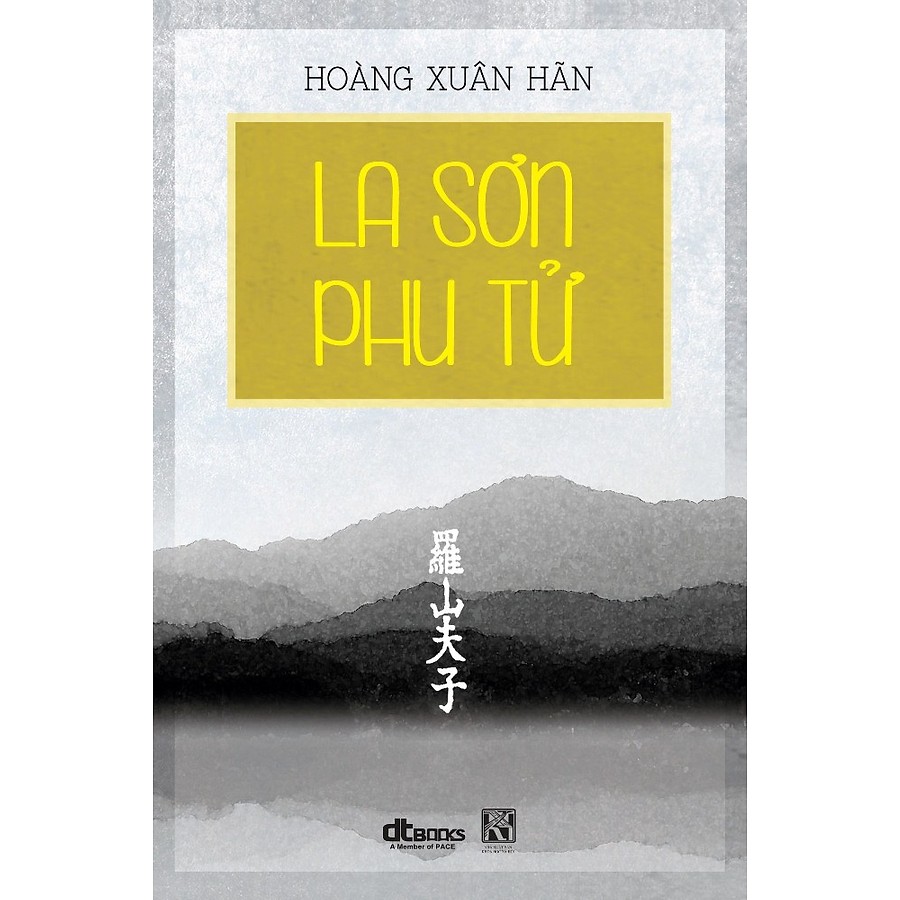 HOÀNG XUÂN HÃN
LA SƠN
PHU TỬ
羅山夫子
dtBOOKS
A Member of PACE